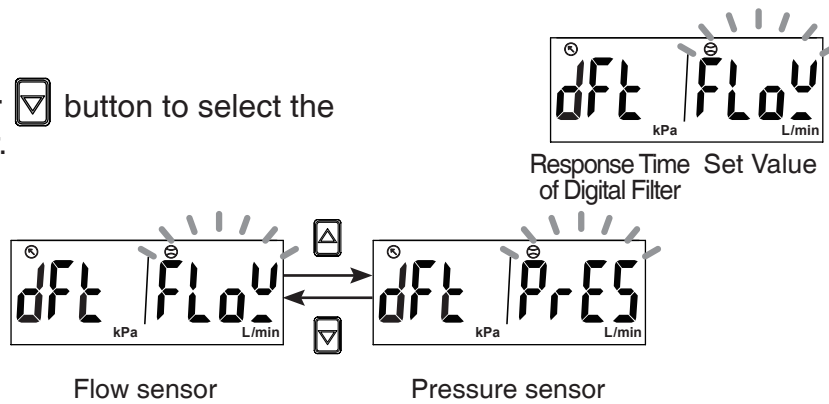 dFt FLoW
kPa L/min
Response Time Set Value
of Digital Filter
r button to select the
.
dFt FLoW
kPa L/min
dFt PrES
kPa L/min
Flow sensor
Pressure sensor